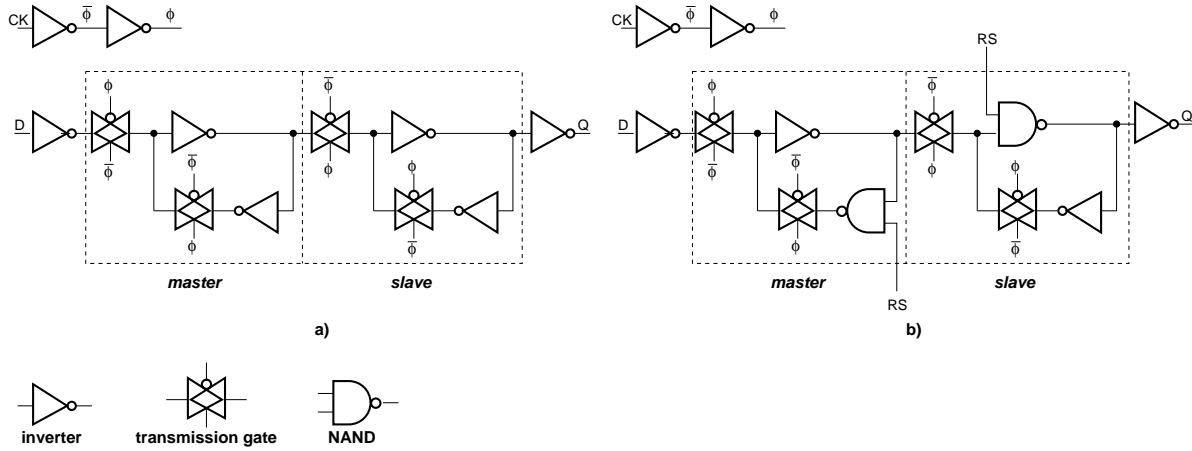 CK φ̄ φ
CK φ̄ φ
RS
φ φ̄
φ φ̄
D Q
D Q
φ̄ φ̄ φ φ
φ̄ φ̄ φ φ
φ φ̄
φ φ̄
master slave
master slave
RS
a)
b)
inverter
transmission gate
NAND